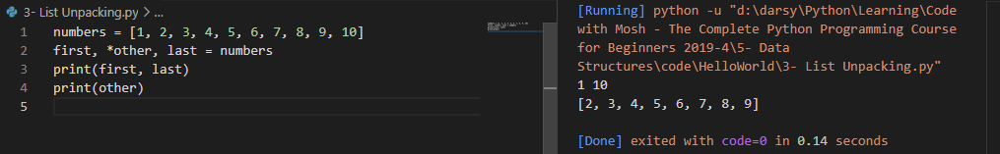 3- List Unpacking.py > ...
1 numbers = [1, 2, 3, 4, 5, 6, 7, 8, 9, 10]
2 first, *other, last = numbers
3 print(first, last)
4 print(other)
5
[Running] python -u "d:\darsy\Python\Learning\Code
with Mosh - The Complete Python Programming Course
for Beginners 2019-4\5- Data
Structures\code\HelloWorld\3- List Unpacking.py"
1 10
[2, 3, 4, 5, 6, 7, 8, 9]
[Done] exited with code=0 in 0.14 seconds